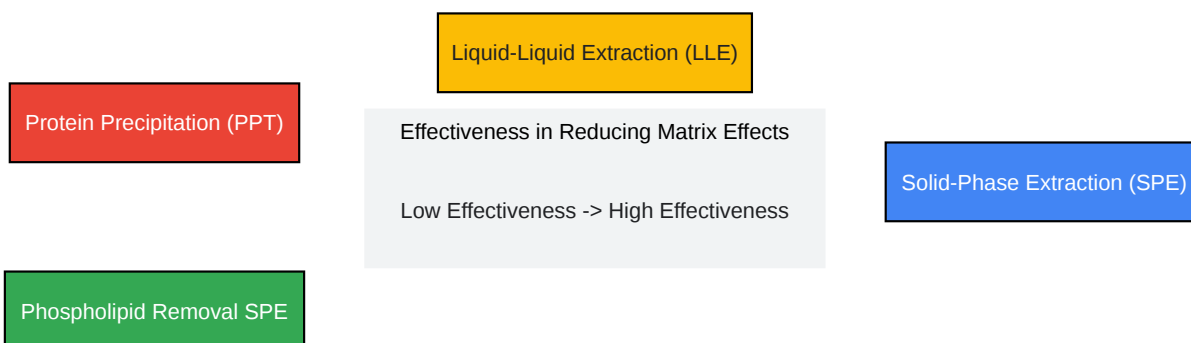 Liquid-Liquid Extraction (LLE)
Protein Precipitation (PPT)
Effectiveness in Reducing Matrix Effects
Solid-Phase Extraction (SPE)
Low Effectiveness -> High Effectiveness
Phospholipid Removal SPE